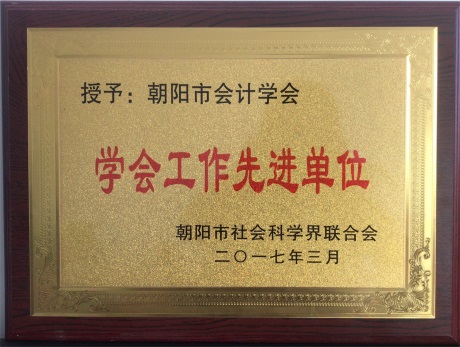 授予：朝阳市会计学会
学会工作先进单位
朝阳市社会科学界联合会
二〇一七年三月